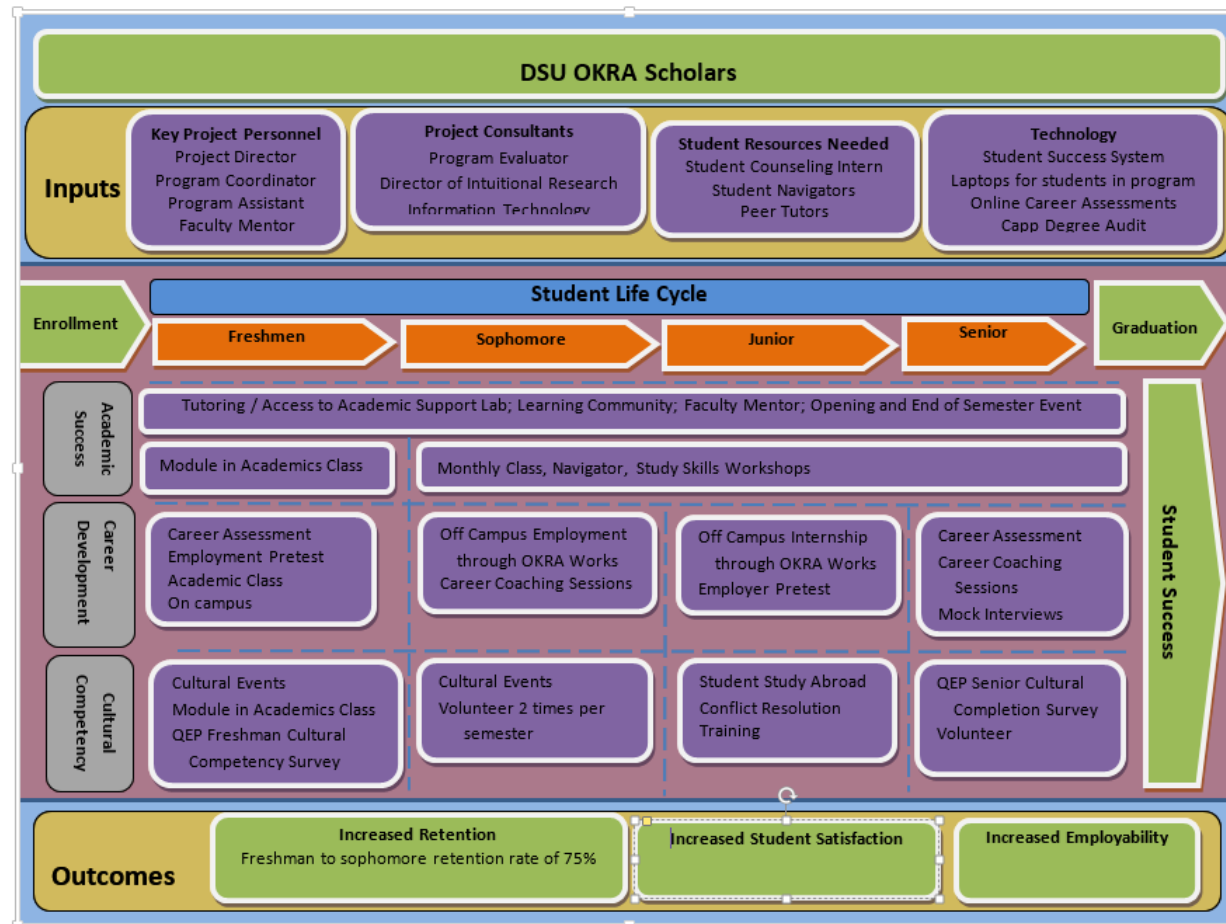 DSU OKRA Scholars
Inputs
Key Project Personnel
Project Director
Program Coordinator
Program Assistant
Faculty Mentor
Project Consultants
Program Evaluator
Director of Intuitional Research
Information Technology
Student Resources Needed
Student Counseling Intern
Student Navigators
Peer Tutors
Technology
Student Success System
Laptops for students in program
Online Career Assessments
Capp Degree Audit
Student Life Cycle
Enrollment
Freshmen
Sophomore
Junior
Senior
Graduation
Academic
Success
Tutoring / Access to Academic Support Lab; Learning Community; Faculty Mentor; Opening and End of Semester Event
Module in Academics Class
Monthly Class, Navigator, Study Skills Workshops
Career
Development
Career Assessment
Employment Pretest
Academic Class
On campus
Off Campus Employment
through OKRA Works
Career Coaching Sessions
Off Campus Internship
through OKRA Works
Employer Pretest
Career Assessment
Career Coaching
Sessions
Mock Interviews
Cultural
Competency
Cultural Events
Module in Academics Class
QEP Freshman Cultural
Competency Survey
Cultural Events
Volunteer 2 times per
semester
Student Study Abroad
Conflict Resolution
Training
QEP Senior Cultural
Completion Survey
Volunteer
Student Success
Outcomes
Increased Retention
Freshman to sophomore retention rate of 75%
Increased Student Satisfaction
Increased Employability